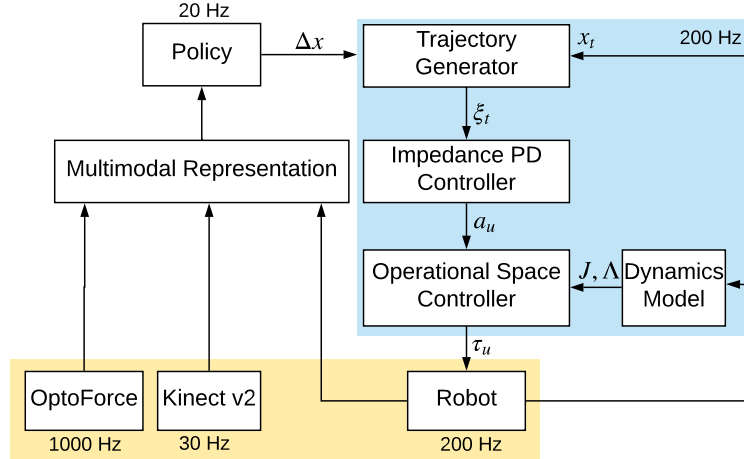 20 Hz
Policy
Δx
Trajectory
Generator
x_t
200 Hz
ξ_t
Multimodal Representation
Impedance PD
Controller
a_u
Operational Space
Controller
J, Λ
Dynamics
Model
τ_u
OptoForce
Kinect v2
Robot
1000 Hz
30 Hz
200 Hz